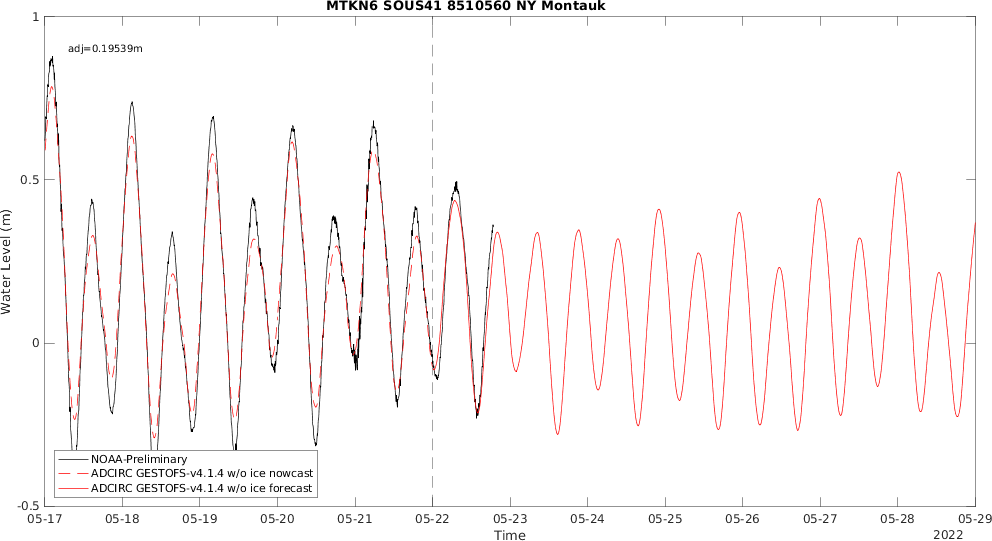 MTKN6 SOUS41 8510560 NY Montauk
adj=0.19539m
1
0.5
0
-0.5
Water Level (m)
NOAA-Preliminary
ADCIRC GESTOFS-v4.1.4 w/o ice nowcast
ADCIRC GESTOFS-v4.1.4 w/o ice forecast
05-17 05-18 05-19 05-20 05-21 05-22 05-23 05-24 05-25 05-26 05-27 05-28 05-29
Time
2022